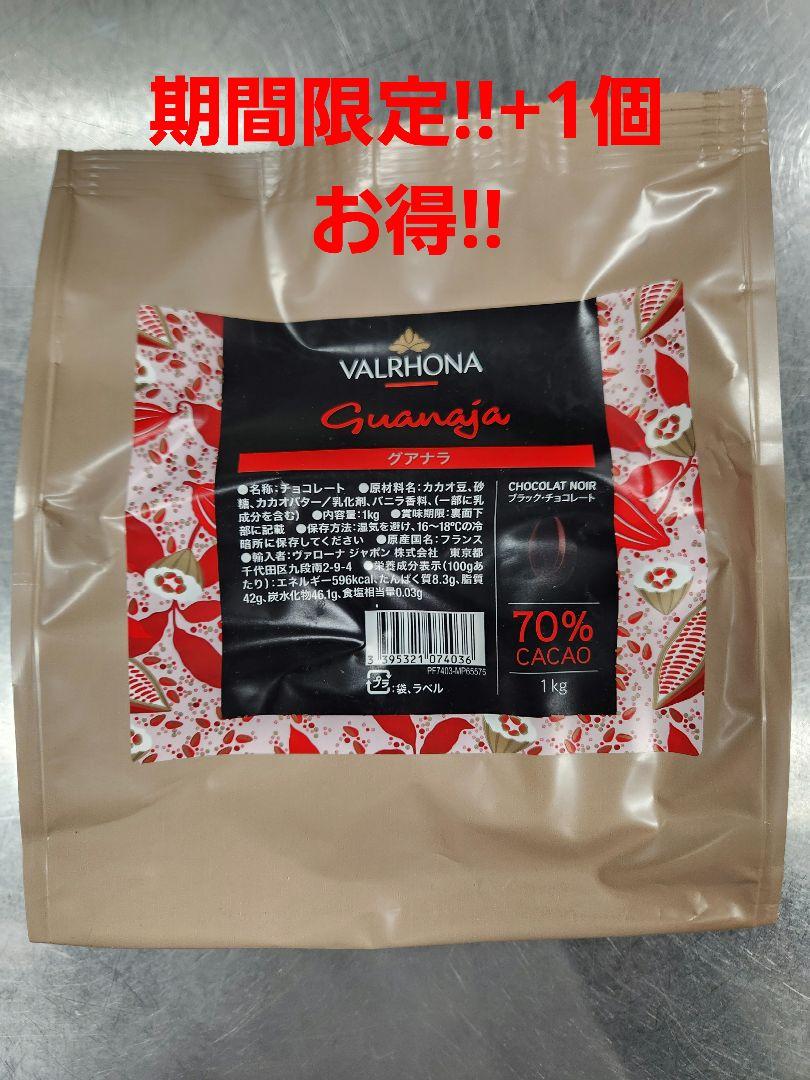 期間限定!!+1個
お得!!
VALRHONA
Guanaja
グアナラ
●名称:チョコレート ●原材料名:カカオ豆、砂
糖、カカオバター/乳化剤、バニラ香料、(一部に乳
成分を含む) ●内容量:1kg ●賞味期限:裏面下
部に記載 ●保存方法:湿気を避け、16〜18℃の冷
暗所に保存してください ●原産国名:フランス
●輸入者:ヴァローナ ジャポン 株式会社 東京都
千代田区九段南2-9-4 ●栄養成分表示(100gあ
たり):エネルギー596kcal、たんぱく質8.3g、脂質
42g、炭水化物46.1g、食塩相当量0.03g
3 395321 074036
PF7403-MP65575
プラ :袋、ラベル
CHOCOLAT NOIR
ブラック・チョコレート
70%
CACAO
1kg